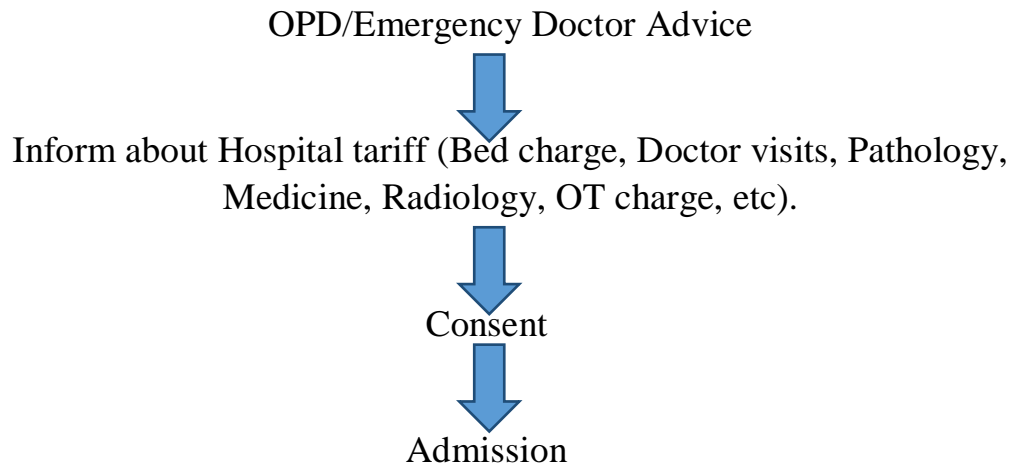 OPD/Emergency Doctor Advice
Inform about Hospital tariff (Bed charge, Doctor visits, Pathology,
Medicine, Radiology, OT charge, etc).
Consent
Admission